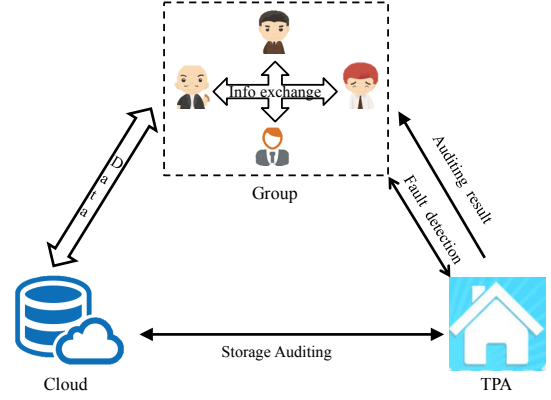 Info exchange
Group
Data
Fault detection
Auditing result
Storage Auditing
Cloud
TPA